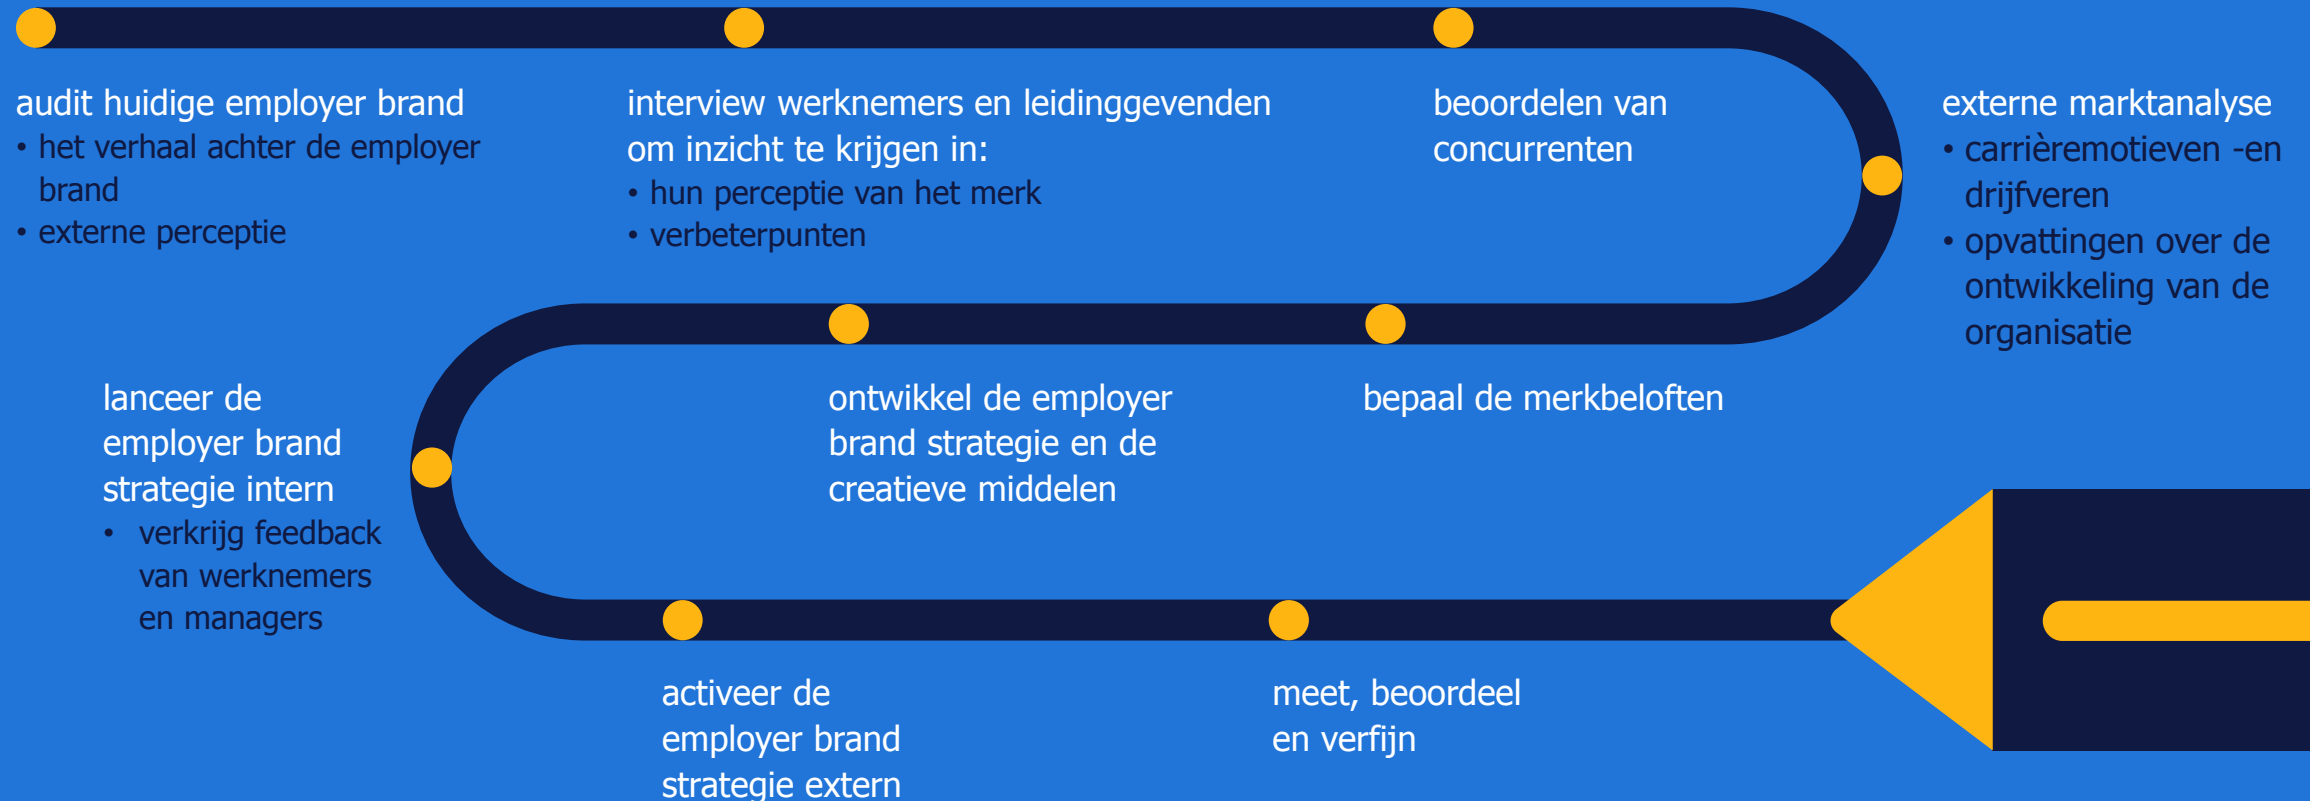 audit huidige employer brand
• het verhaal achter de employer
brand
• externe perceptie
interview werknemers en leidinggevenden
om inzicht te krijgen in:
• hun perceptie van het merk
• verbeterpunten
beoordelen van
concurrenten
externe marktanalyse
• carrièremotieven -en
drijfveren
• opvattingen over de
ontwikkeling van de
organisatie
bepaal de merkbeloften
ontwikkel de employer
brand strategie en de
creatieve middelen
lanceer de
employer brand
strategie intern
• verkrijg feedback
van werknemers
en managers
activeer de
employer brand
strategie extern
meet, beoordeel
en verfijn